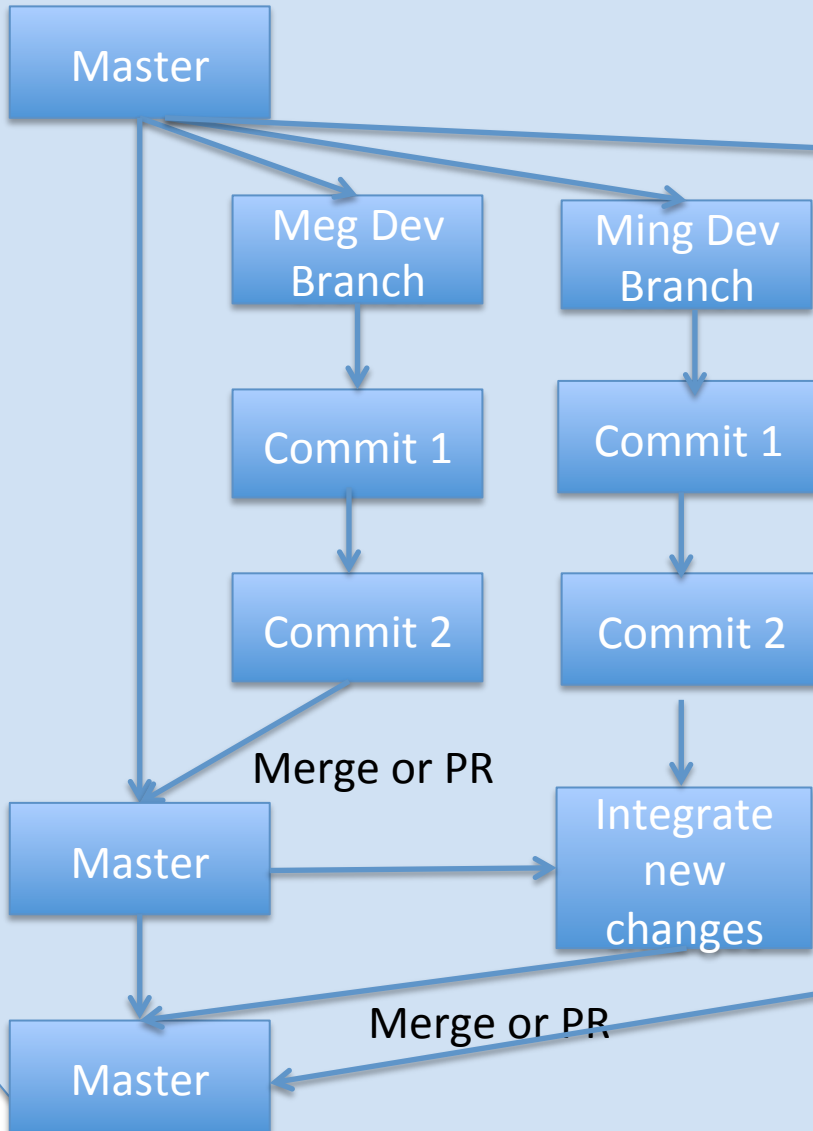 Master
Meg Dev
Branch
Ming Dev
Branch
Commit 1
Commit 1
Commit 2
Commit 2
Merge or PR
Master
Integrate
new
changes
Merge or PR
Master